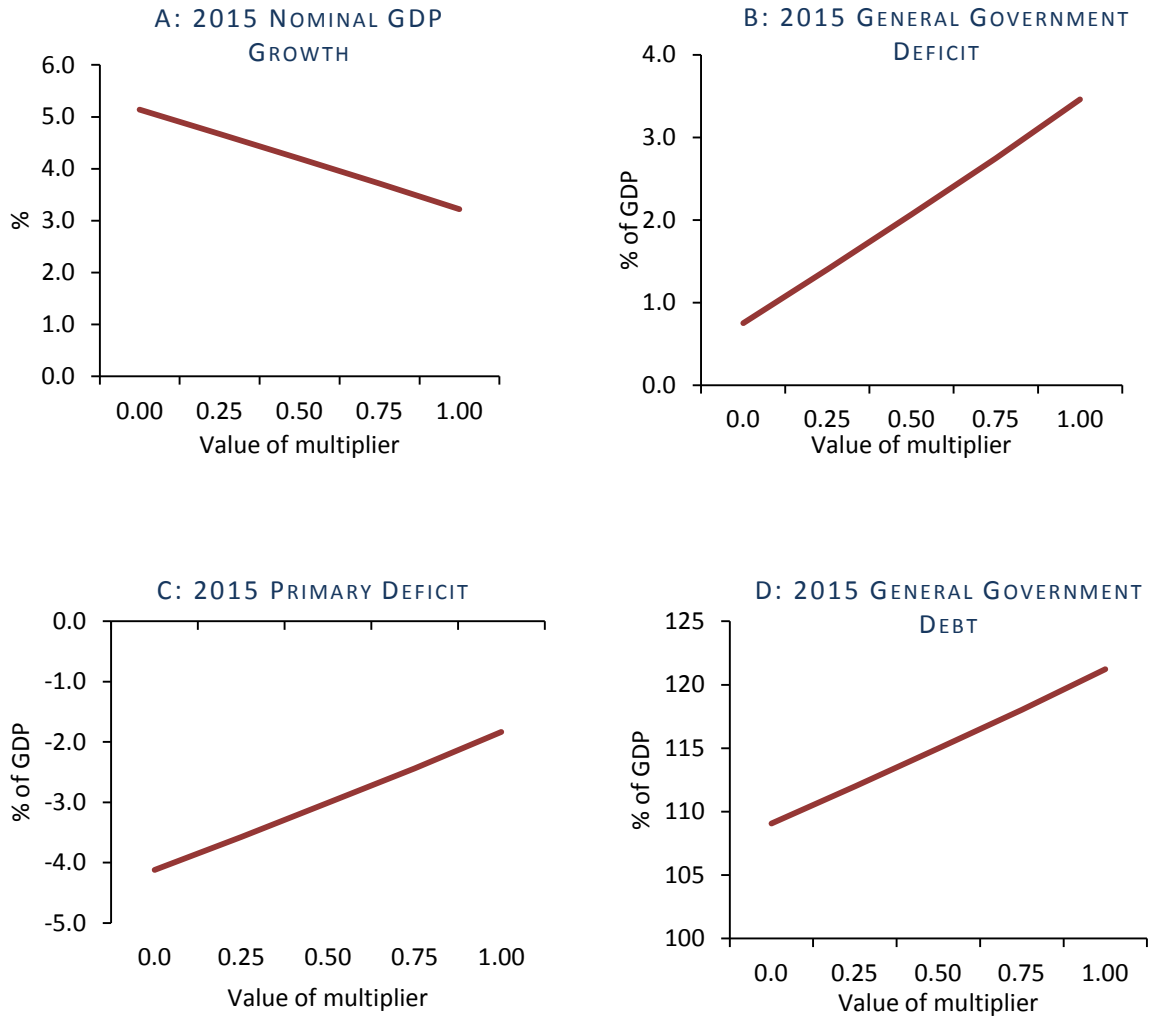 A: 2015 NOMINAL GDP
GROWTH
6.0
5.0
4.0
3.0
2.0
1.0
0.0
%
0.00 0.25 0.50 0.75 1.00
Value of multiplier
B: 2015 GENERAL GOVERNMENT
DEFICIT
4.0
3.0
2.0
1.0
0.0
% of GDP
0.0 0.25 0.50 0.75 1.00
Value of multiplier
C: 2015 PRIMARY DEFICIT
0.0
-1.0
-2.0
-3.0
-4.0
-5.0
% of GDP
0.0 0.25 0.50 0.75 1.00
Value of multiplier
D: 2015 GENERAL GOVERNMENT
DEBT
125
120
115
110
105
100
% of GDP
0.0 0.25 0.50 0.75 1.00
Value of multiplier